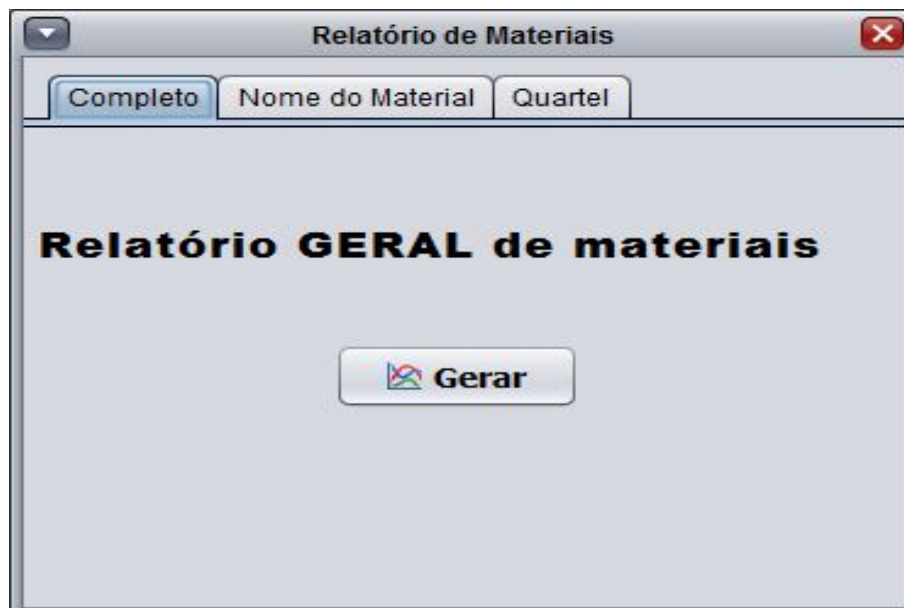 Relatório de Materiais
Completo Nome do Material Quartel
Relatório GERAL de materiais
Gerar